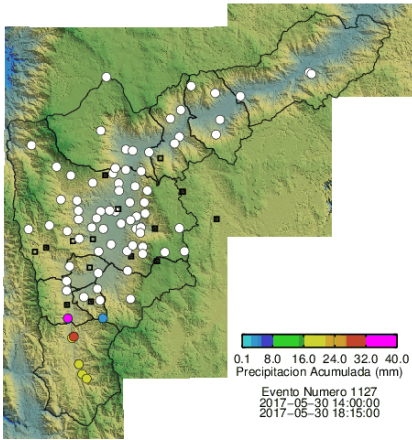 0.1 8.0 16.0 24.0 32.0 40.0
Precipitacion Acumulada (mm)
Evento Numero 1127
2017−05−30 14:00:00
2017−05−30 18:15:00